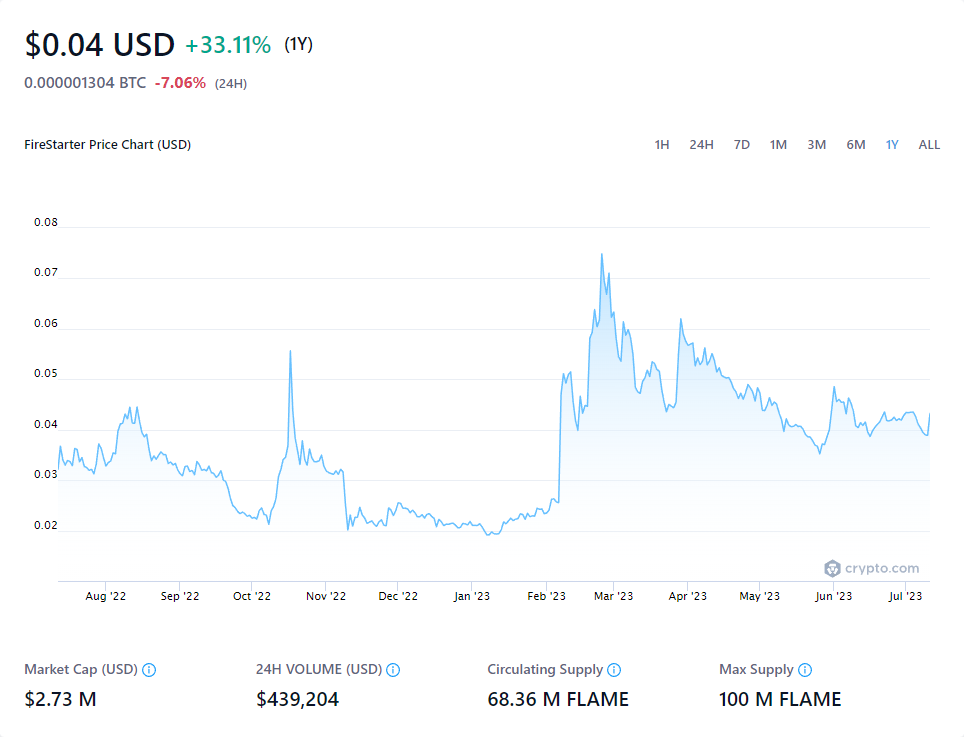 $0.04 USD +33.11% (1Y)
0.000001304 BTC -7.06% (24H)
FireStarter Price Chart (USD) 1H 24H 7D 1M 3M 6M 1Y ALL
0.08
0.07
0.06
0.05
0.04
0.03
0.02
crypto.com
Aug '22 Sep '22 Oct '22 Nov '22 Dec '22 Jan '23 Feb '23 Mar '23 Apr '23 May '23 Jun '23 Jul '23
Market Cap (USD) 24H VOLUME (USD) Circulating Supply Max Supply
$2.73 M $439,204 68.36 M FLAME 100 M FLAME